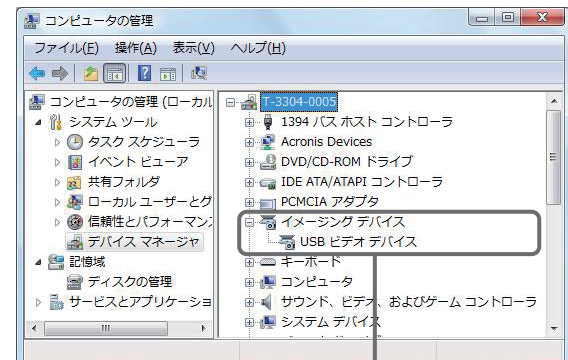 コンピュータの管理
ファイル(F) 操作(A) 表示(V) ヘルプ(H)
コンピュータの管理 (ローカル
システム ツール
タスク スケジューラ
イベント ビューア
共有フォルダ
ローカル ユーザーとグ
信頼性とパフォーマン
デバイス マネージャ
記憶域
ディスクの管理
サービスとアプリケーショ
T-3304-0005
1394 バス ホスト コントローラ
Acronis Devices
DVD/CD-ROM ドライブ
IDE ATA/ATAPI コントローラ
PCMCIA アダプタ
イメージング デバイス
USB ビデオ デバイス
キーボード
コンピュータ
サウンド、ビデオ、およびゲーム コントローラ
システム デバイス